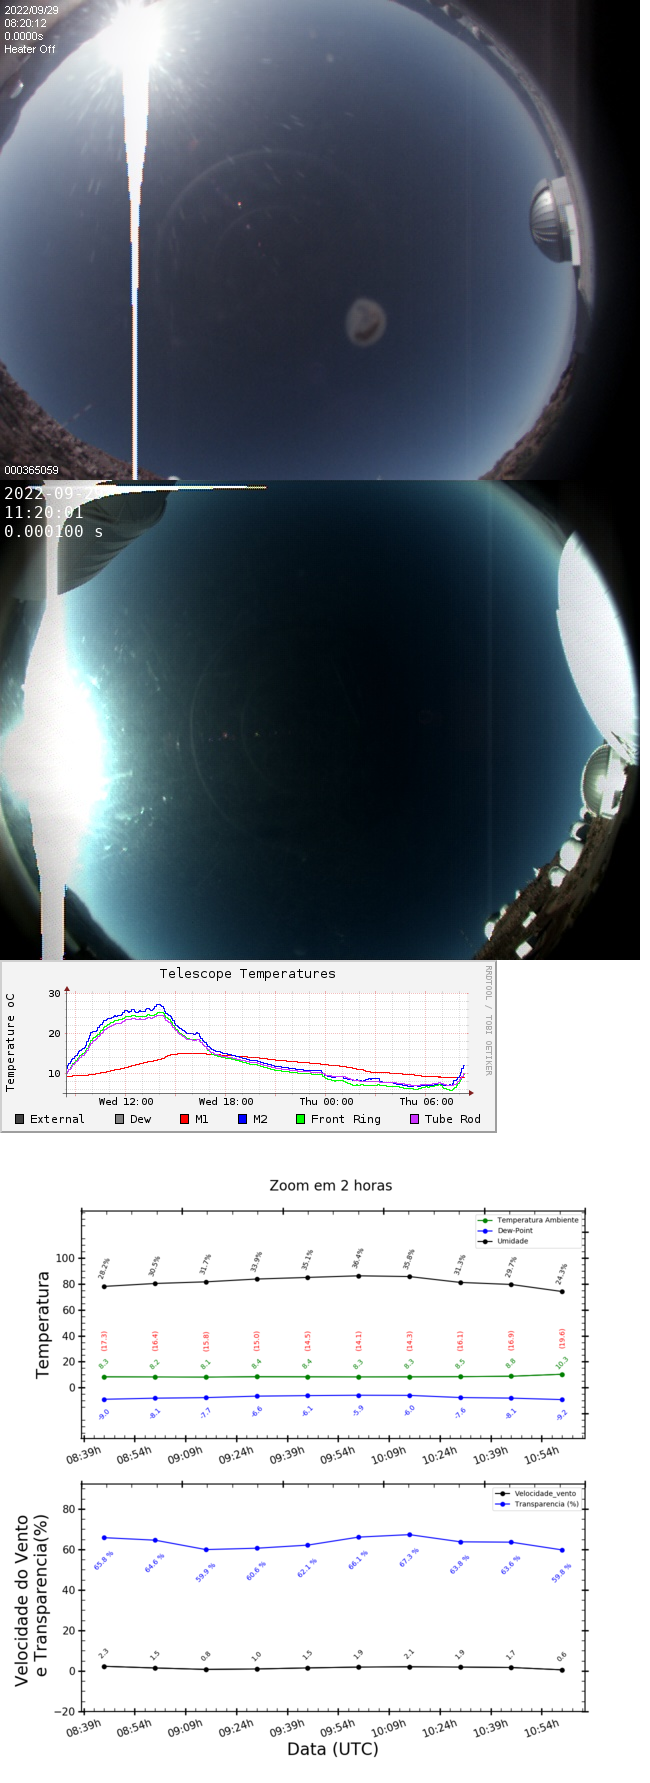 2022/09/29
08:20:12
0.0000s
Heater Off
000365059
2022-09-29
11:20:01
0.000100 s
Telescope Temperatures
RRDTOOL / TOBI OETIKER
Temperature oC
30
20
10
Wed 12:00 Wed 18:00 Thu 00:00 Thu 06:00
External Dew M1 M2 Front Ring Tube Rod
Zoom em 2 horas
Temperatura Ambiente
Dew-Point
Umidade
Temperatura
100
80
60
40
20
0
28.2% 30.5% 31.7% 33.9% 35.1% 36.4% 35.8% 31.3% 29.7% 24.3%
(17.3) (16.4) (15.8) (15.0) (14.5) (14.1) (14.3) (16.1) (16.9) (19.6)
8.3 8.2 8.1 8.4 8.4 8.3 8.3 8.5 8.8 10.3
-9.0 -8.1 -7.7 -6.6 -6.1 -5.9 -6.0 -7.6 -8.1 -9.2
08:39h 08:54h 09:09h 09:24h 09:39h 09:54h 10:09h 10:24h 10:39h 10:54h
Velocidade_vento
Transparencia (%)
Velocidade do Vento
e Transparencia(%)
80
60
40
20
0
−20
65.8 % 64.6 % 59.9 % 60.6 % 62.1 % 66.1 % 67.3 % 63.8 % 63.6 % 59.8 %
2.3 1.5 0.8 1.0 1.5 1.9 2.1 1.9 1.7 0.6
08:39h 08:54h 09:09h 09:24h 09:39h 09:54h 10:09h 10:24h 10:39h 10:54h
Data (UTC)